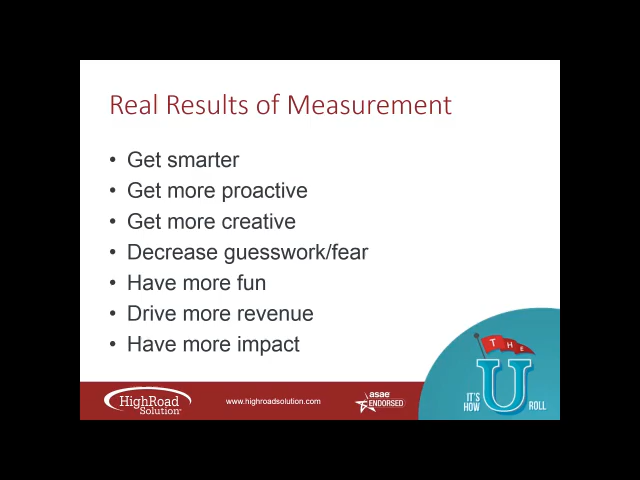 Real Results of Measurement
• Get smarter
• Get more proactive
• Get more creative
• Decrease guesswork/fear
• Have more fun
• Drive more revenue
• Have more impact
HighRoad
Solution
www.highroadsolution.com
asae
ENDORSED
THE
U
IT'S
HOW
ROLL